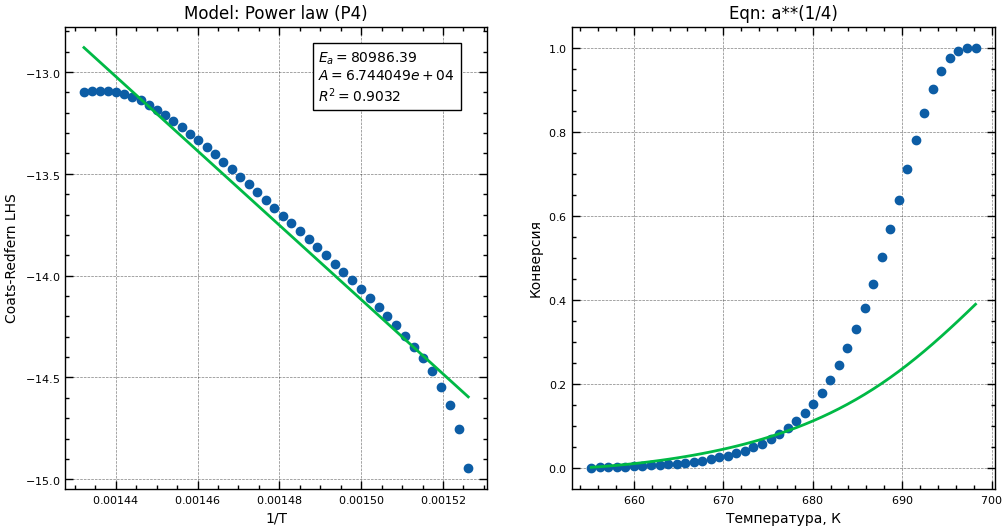 Model: Power law (P4)
Eₐ = 80986.39
A = 6.744049e + 04
R² = 0.9032
Coats-Redfern LHS
−13.0
−13.5
−14.0
−14.5
−15.0
0.00144
0.00146
0.00148
0.00150
0.00152
1/T
Eqn: a**(1/4)
Конверсия
1.0
0.8
0.6
0.4
0.2
0.0
660
670
680
690
700
Температура, К